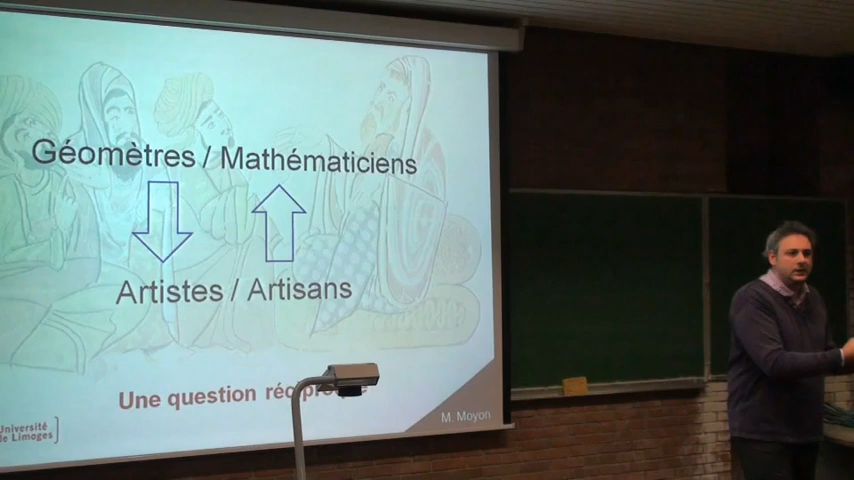 Géomètres / Mathématiciens
Artistes / Artisans
Une question
M. Moyon
Université
de Limoges